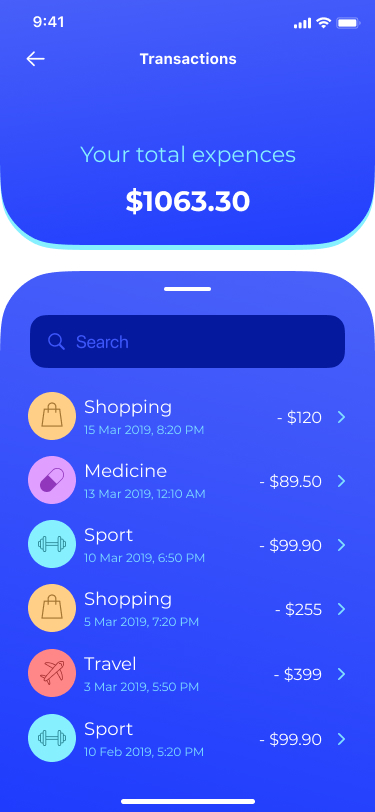 9:41
Transactions
Your total expences
$1063.30
Search
Shopping
15 Mar 2019, 8:20 PM
- $120
Medicine
13 Mar 2019, 12:10 AM
- $89.50
Sport
10 Mar 2019, 6:50 PM
- $99.90
Shopping
5 Mar 2019, 7:20 PM
- $255
Travel
3 Mar 2019, 5:50 PM
- $399
Sport
10 Feb 2019, 5:20 PM
- $99.90